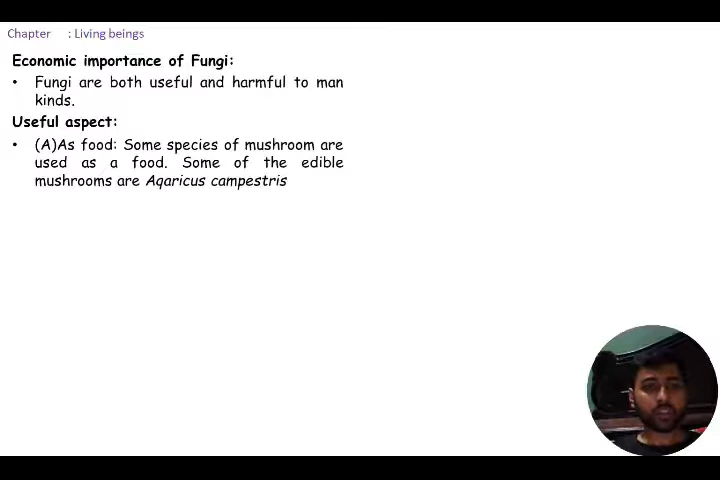 Chapter : Living beings
Economic importance of Fungi:
• Fungi are both useful and harmful to man
kinds.
Useful aspect:
• (A)As food: Some species of mushroom are
used as a food. Some of the edible
mushrooms are Aqaricus campestris